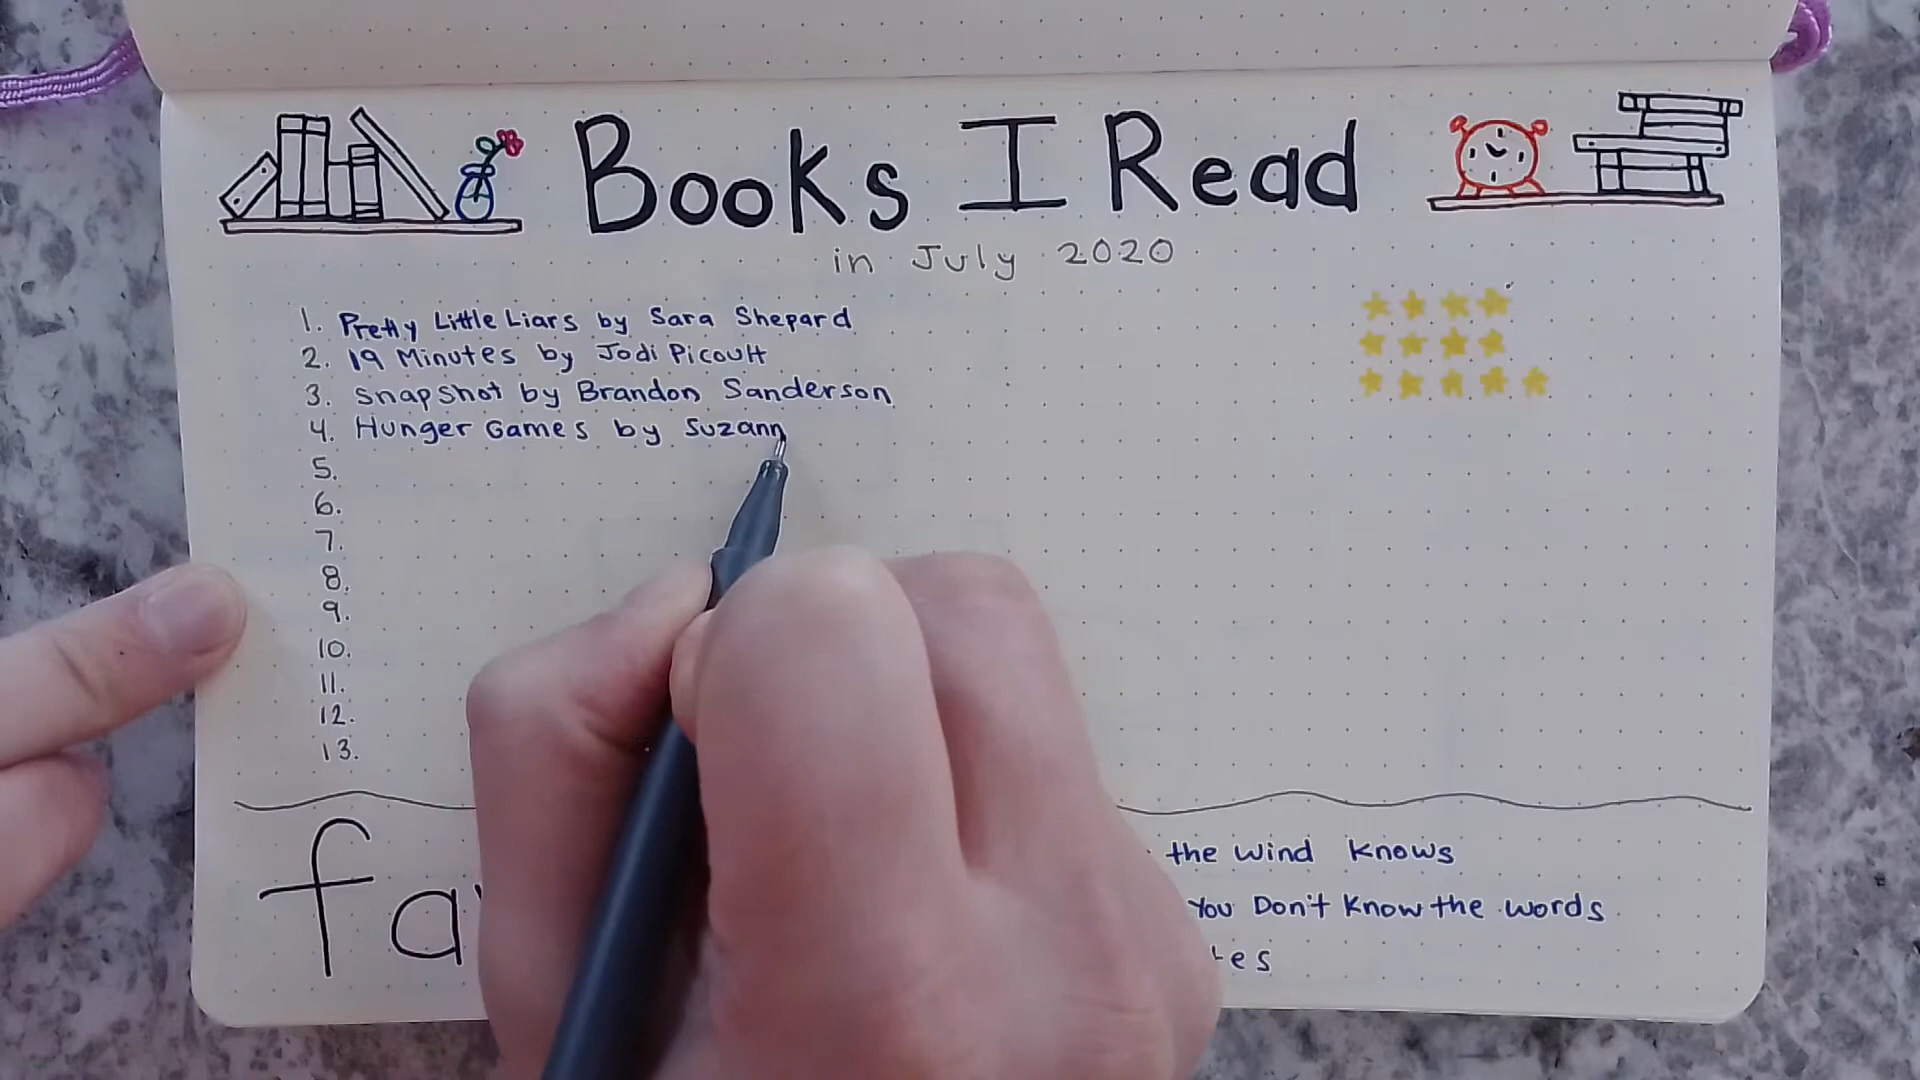 Books I Read
in July 2020
1. Pretty Little Liars by Sara Shepard
2. 19 Minutes by Jodi Picoult
3. Snapshot by Brandon Sanderson
4. Hunger Games by Suzann
5.
6.
7.
8.
9.
10.
11.
12.
13.
the wind knows
You Don't Know the words